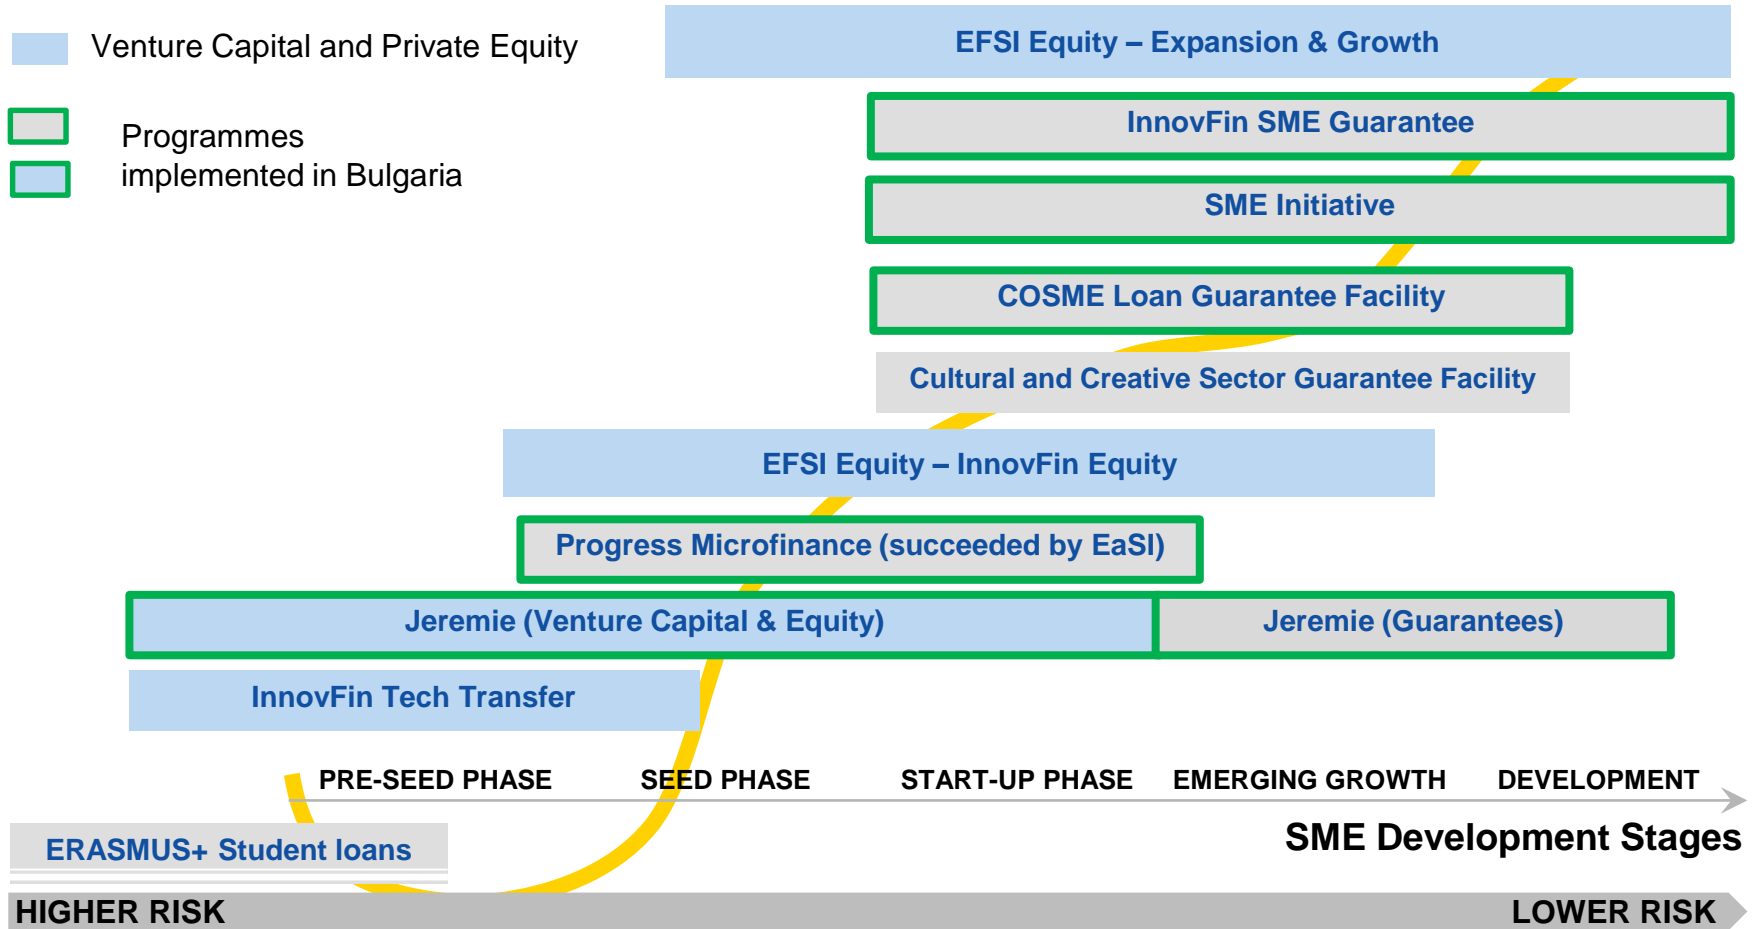 Venture Capital and Private Equity
Programmes
implemented in Bulgaria
EFSI Equity – Expansion & Growth
InnovFin SME Guarantee
SME Initiative
COSME Loan Guarantee Facility
Cultural and Creative Sector Guarantee Facility
EFSI Equity – InnovFin Equity
Progress Microfinance (succeeded by EaSI)
Jeremie (Venture Capital & Equity)
Jeremie (Guarantees)
InnovFin Tech Transfer
PRE-SEED PHASE
SEED PHASE
START-UP PHASE
EMERGING GROWTH
DEVELOPMENT
SME Development Stages
ERASMUS+ Student loans
HIGHER RISK
LOWER RISK